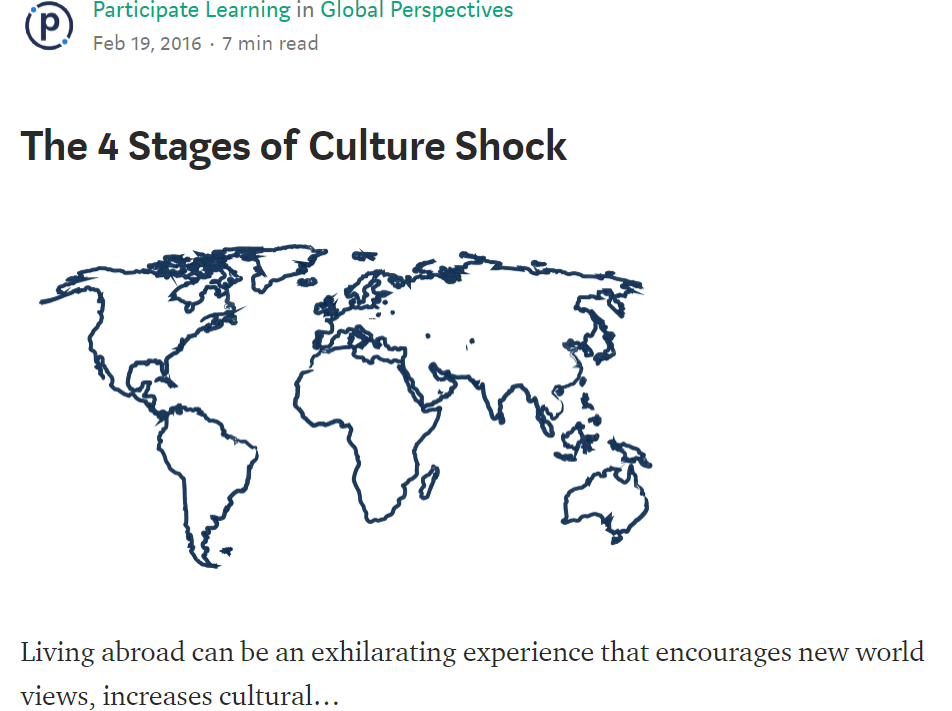 p
Participate Learning in Global Perspectives
Feb 19, 2016 · 7 min read
The 4 Stages of Culture Shock
Living abroad can be an exhilarating experience that encourages new world
views, increases cultural…